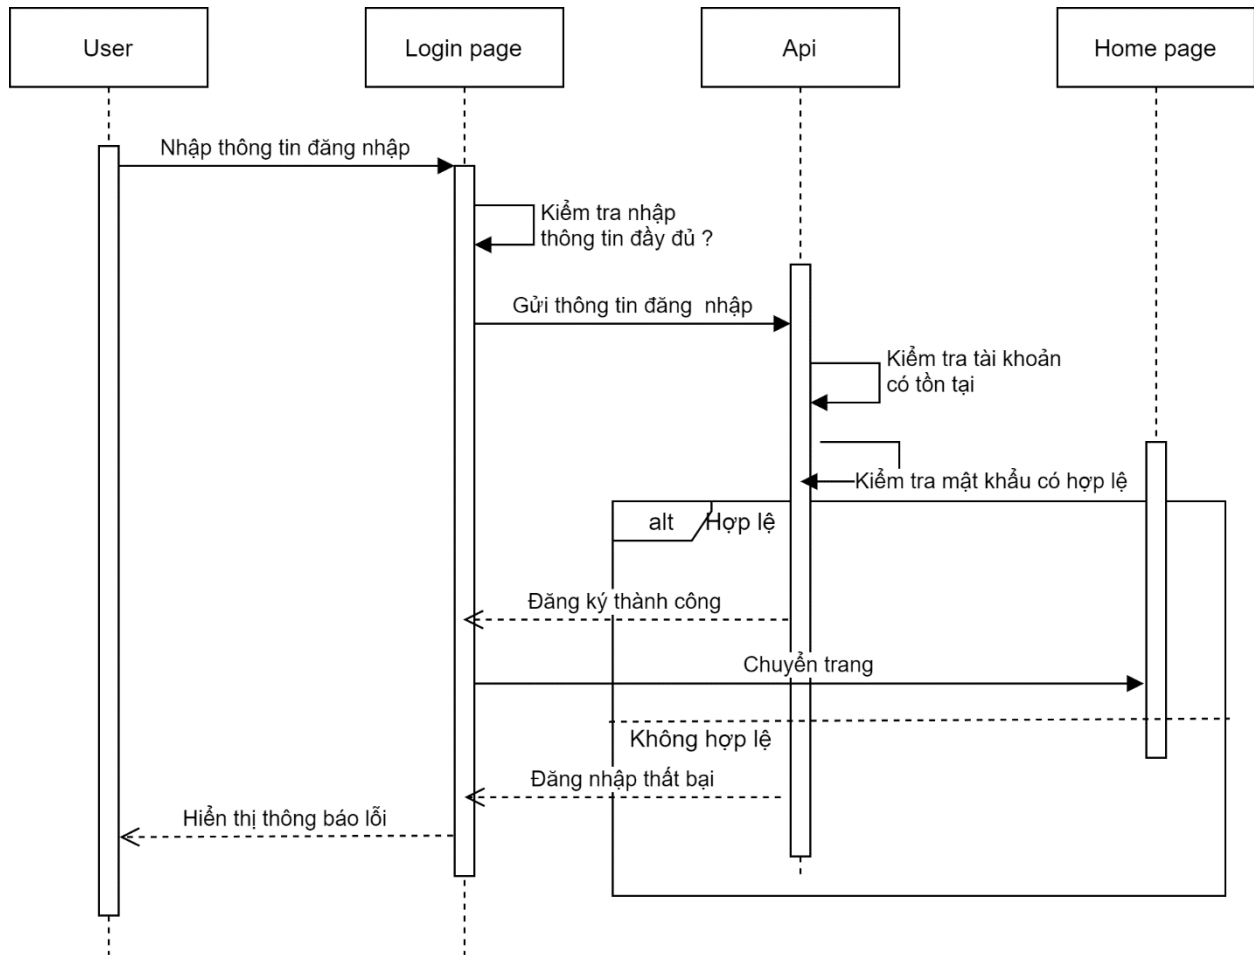 User
Login page
Api
Home page
Nhập thông tin đăng nhập
Kiểm tra nhập
thông tin đầy đủ ?
Gửi thông tin đăng  nhập
Kiểm tra tài khoản
có tồn tại
Kiểm tra mật khẩu có hợp lệ
alt
Hợp lệ
Đăng ký thành công
Chuyển trang
Không hợp lệ
Đăng nhập thất bại
Hiển thị thông báo lỗi